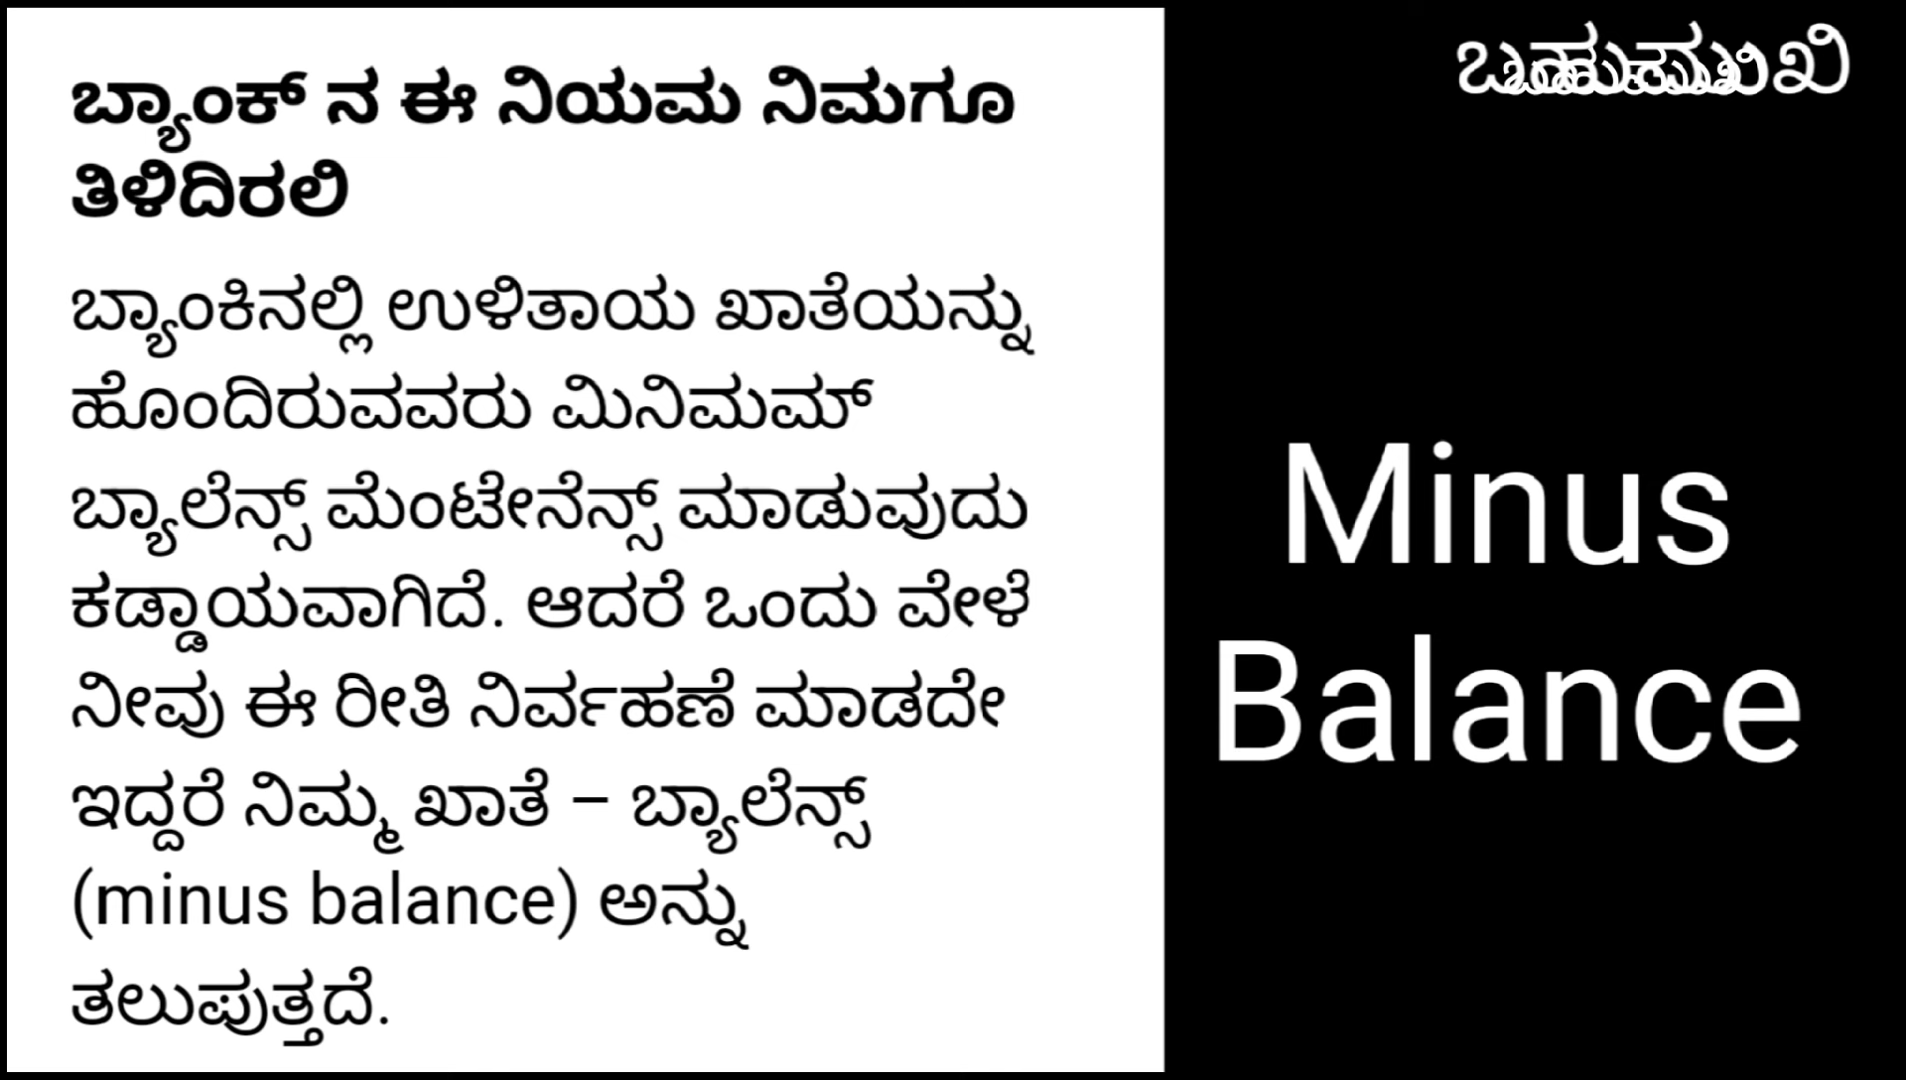 ಬ್ಯಾಂಕ್ ನ ಈ ನಿಯಮ ನಿಮಗೂ
ತಿಳಿದಿರಲಿ
ಬ್ಯಾಂಕಿನಲ್ಲಿ ಉಳಿತಾಯ ಖಾತೆಯನ್ನು
ಹೊಂದಿರುವವರು ಮಿನಿಮಮ್
ಬ್ಯಾಲೆನ್ಸ್ ಮೆಂಟೇನೆನ್ಸ್ ಮಾಡುವುದು
ಕಡ್ಡಾಯವಾಗಿದೆ. ಆದರೆ ಒಂದು ವೇಳೆ
ನೀವು ಈ ರೀತಿ ನಿರ್ವಹಣೆ ಮಾಡದೇ
ಇದ್ದರೆ ನಿಮ್ಮ ಖಾತೆ – ಬ್ಯಾಲೆನ್ಸ್
(minus balance) ಅನ್ನು
ತಲುಪುತ್ತದೆ.
ಬಹುಮುಖಿ
Minus
Balance